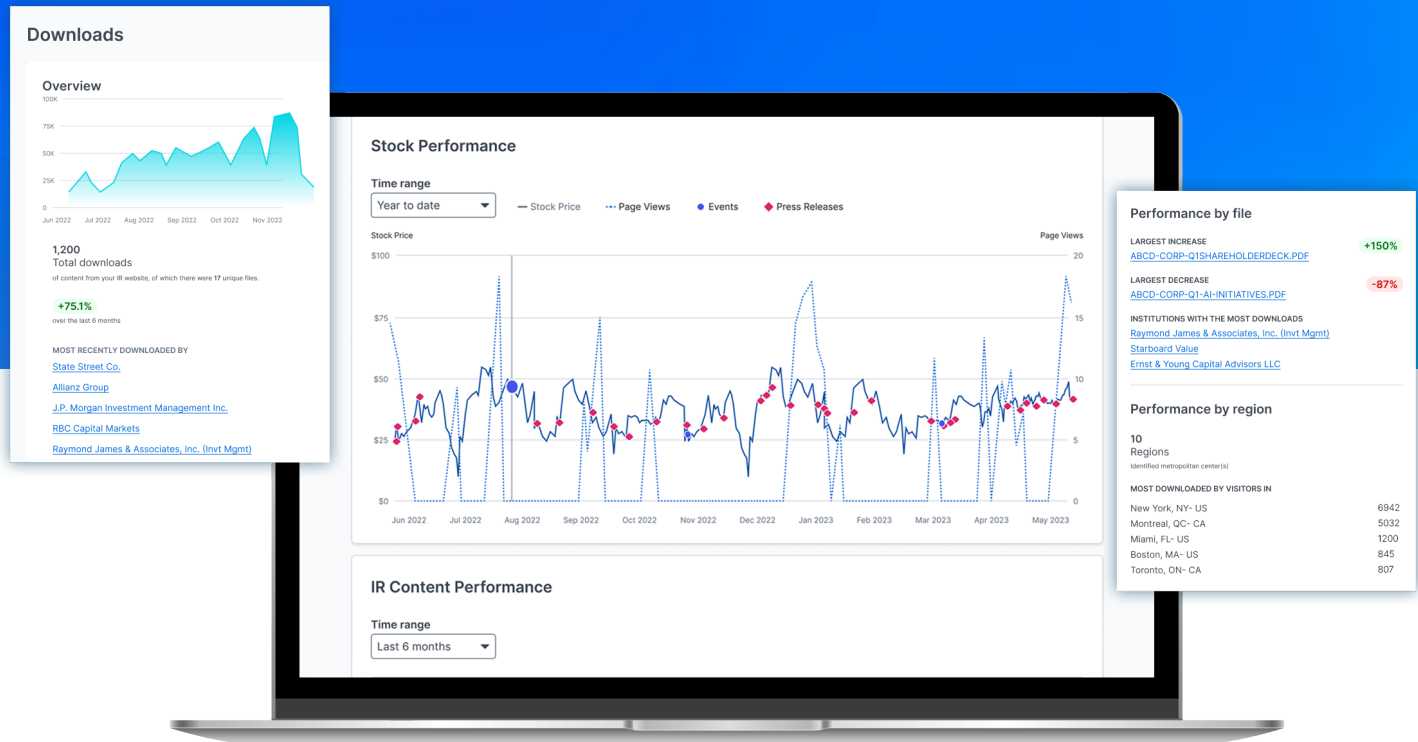 Downloads
Overview
100K
75K
50K
25K
0
Jun 2022 Jul 2022 Aug 2022 Sep 2022 Oct 2022 Nov 2022
1,200
Total downloads
of content from your IR website, of which there were 17 unique files.
+75.1%
over the last 6 months
MOST RECENTLY DOWNLOADED BY
State Street Co.
Allianz Group
J.P. Morgan Investment Management Inc.
RBC Capital Markets
Raymond James & Associates, Inc. (Invt Mgmt)
Stock Performance
Time range
Year to date
Stock Price Page Views Events Press Releases
Stock Price Page Views
$100 20
$75 15
$50 10
$25 5
$0 0
Jun 2022 Jul 2022 Aug 2022 Sep 2022 Oct 2022 Nov 2022 Dec 2022 Jan 2023 Feb 2023 Mar 2023 Apr 2023 May 2023
IR Content Performance
Time range
Last 6 months
Performance by file
LARGEST INCREASE
ABCD-CORP-Q1SHAREHOLDERDECK.PDF +150%
LARGEST DECREASE
ABCD-CORP-Q1-AI-INITIATIVES.PDF -87%
INSTITUTIONS WITH THE MOST DOWNLOADS
Raymond James & Associates, Inc. (Invt Mgmt)
Starboard Value
Ernst & Young Capital Advisors LLC
Performance by region
10
Regions
Identified metropolitan center(s)
MOST DOWNLOADED BY VISITORS IN
New York, NY- US 6942
Montreal, QC- CA 5032
Miami, FL- US 1200
Boston, MA- US 845
Toronto, ON- CA 807